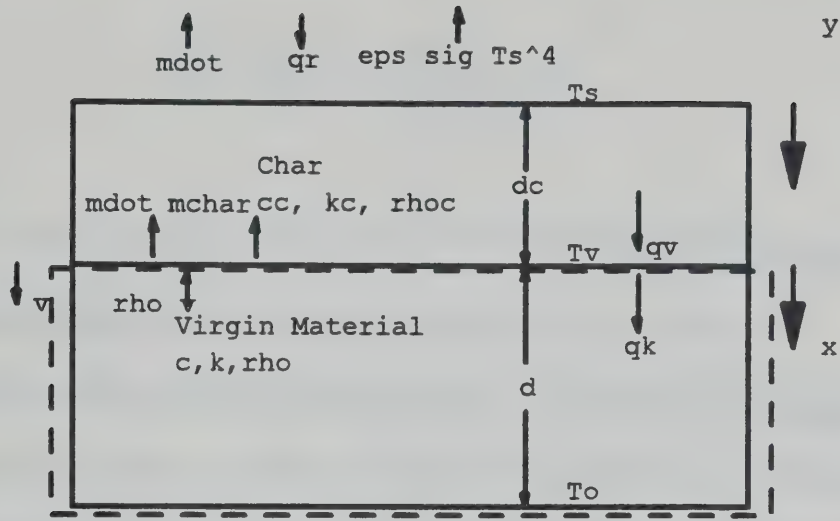 y
mdot qr eps sig Ts^4
Ts
Char
mdot mchar cc, kc, rhoc
dc
Tv qv
v rho
Virgin Material
c,k,rho
qk
x
d
To